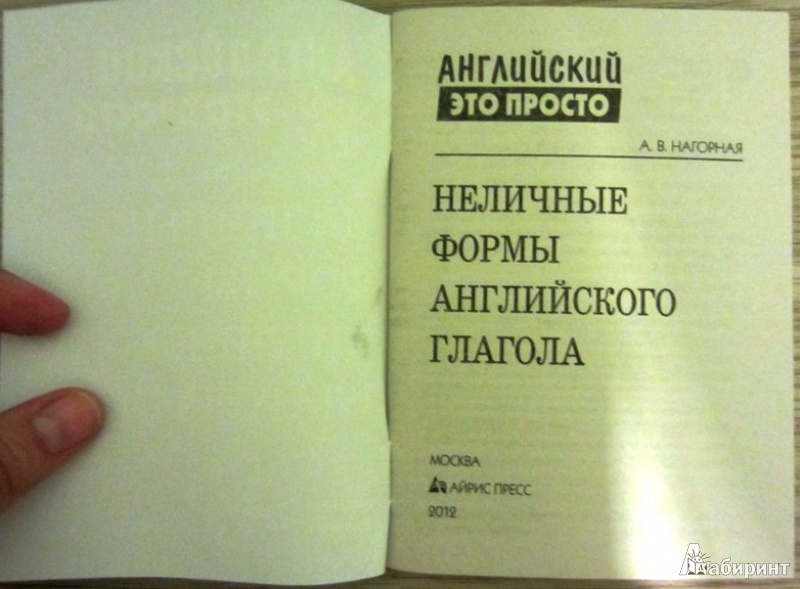 АНГЛИЙСКИЙ
ЭТО ПРОСТО
А. В. НАГОРНАЯ
НЕЛИЧНЫЕ
ФОРМЫ
АНГЛИЙСКОГО
ГЛАГОЛА
МОСКВА
АЙРИС ПРЕСС
2012
Лабиринт